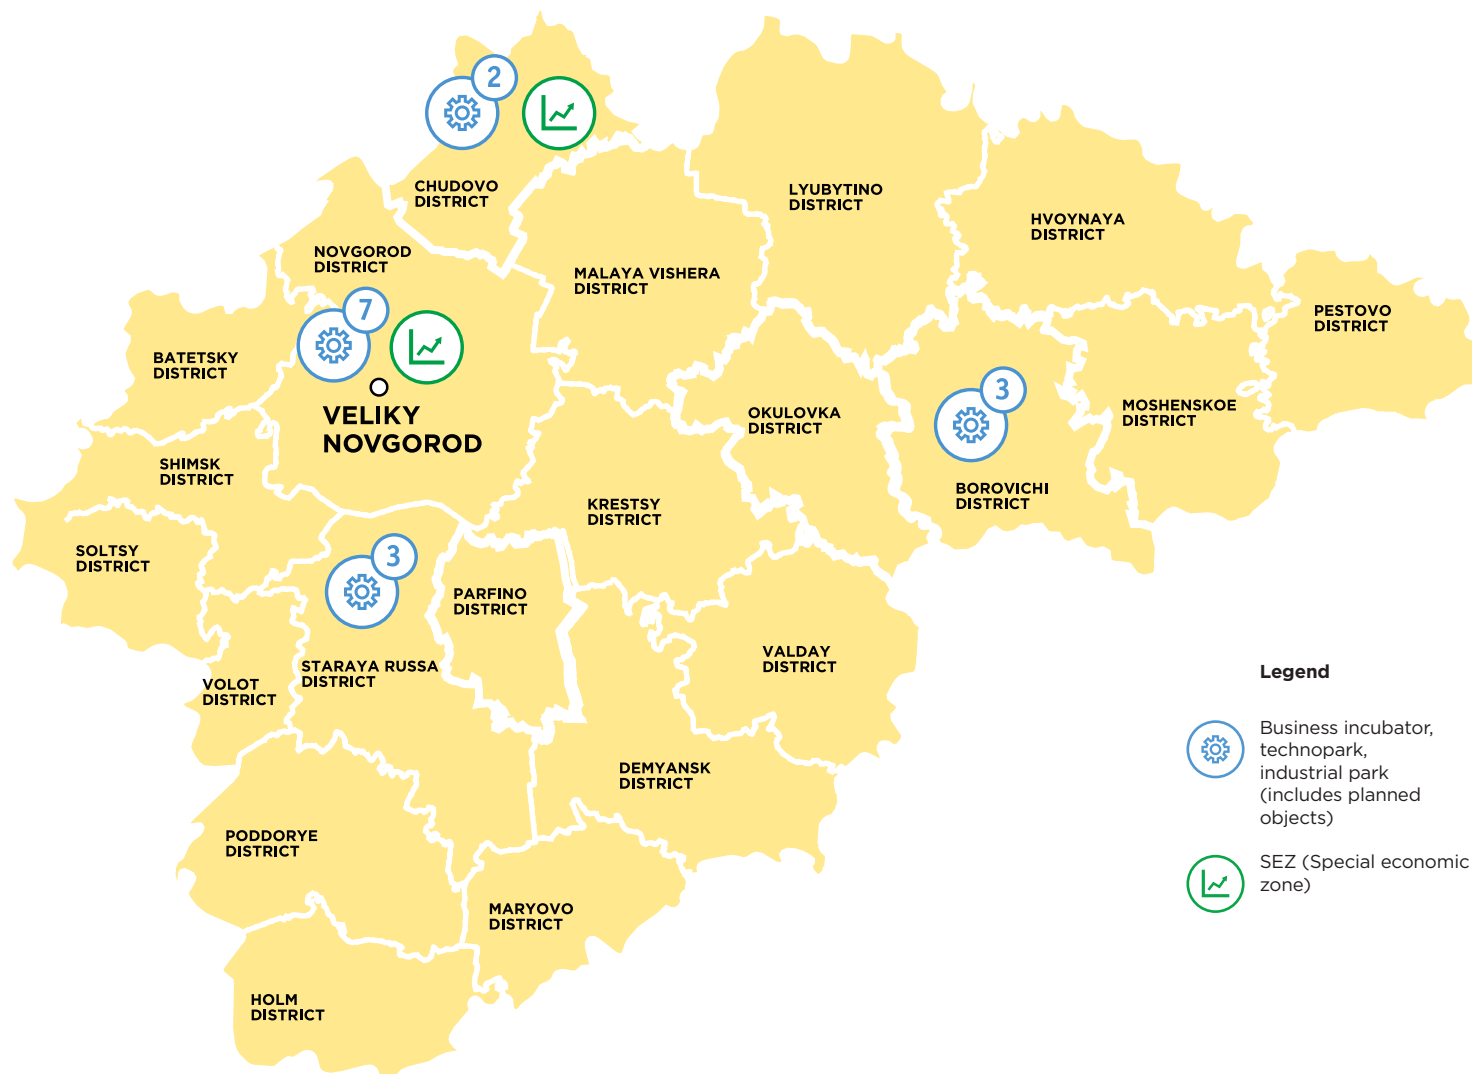 2
CHUDOVO
DISTRICT
LYUBYTINO
DISTRICT
HVOYNAYA
DISTRICT
NOVGOROD
DISTRICT
MALAYA VISHERA
DISTRICT
PESTOVO
DISTRICT
7
BATETSKY
DISTRICT
VELIKY
NOVGOROD
OKULOVKA
DISTRICT
3
MOSHENSKOE
DISTRICT
SHIMSK
DISTRICT
BOROVICHI
DISTRICT
KRESTSY
DISTRICT
SOLTSY
DISTRICT
3
PARFINO
DISTRICT
STARAYA RUSSA
DISTRICT
VALDAY
DISTRICT
VOLOT
DISTRICT
DEMYANSK
DISTRICT
PODDORYE
DISTRICT
MARYOVO
DISTRICT
HOLM
DISTRICT
Legend
Business incubator,
technopark,
industrial park
(includes planned
objects)
SEZ (Special economic
zone)